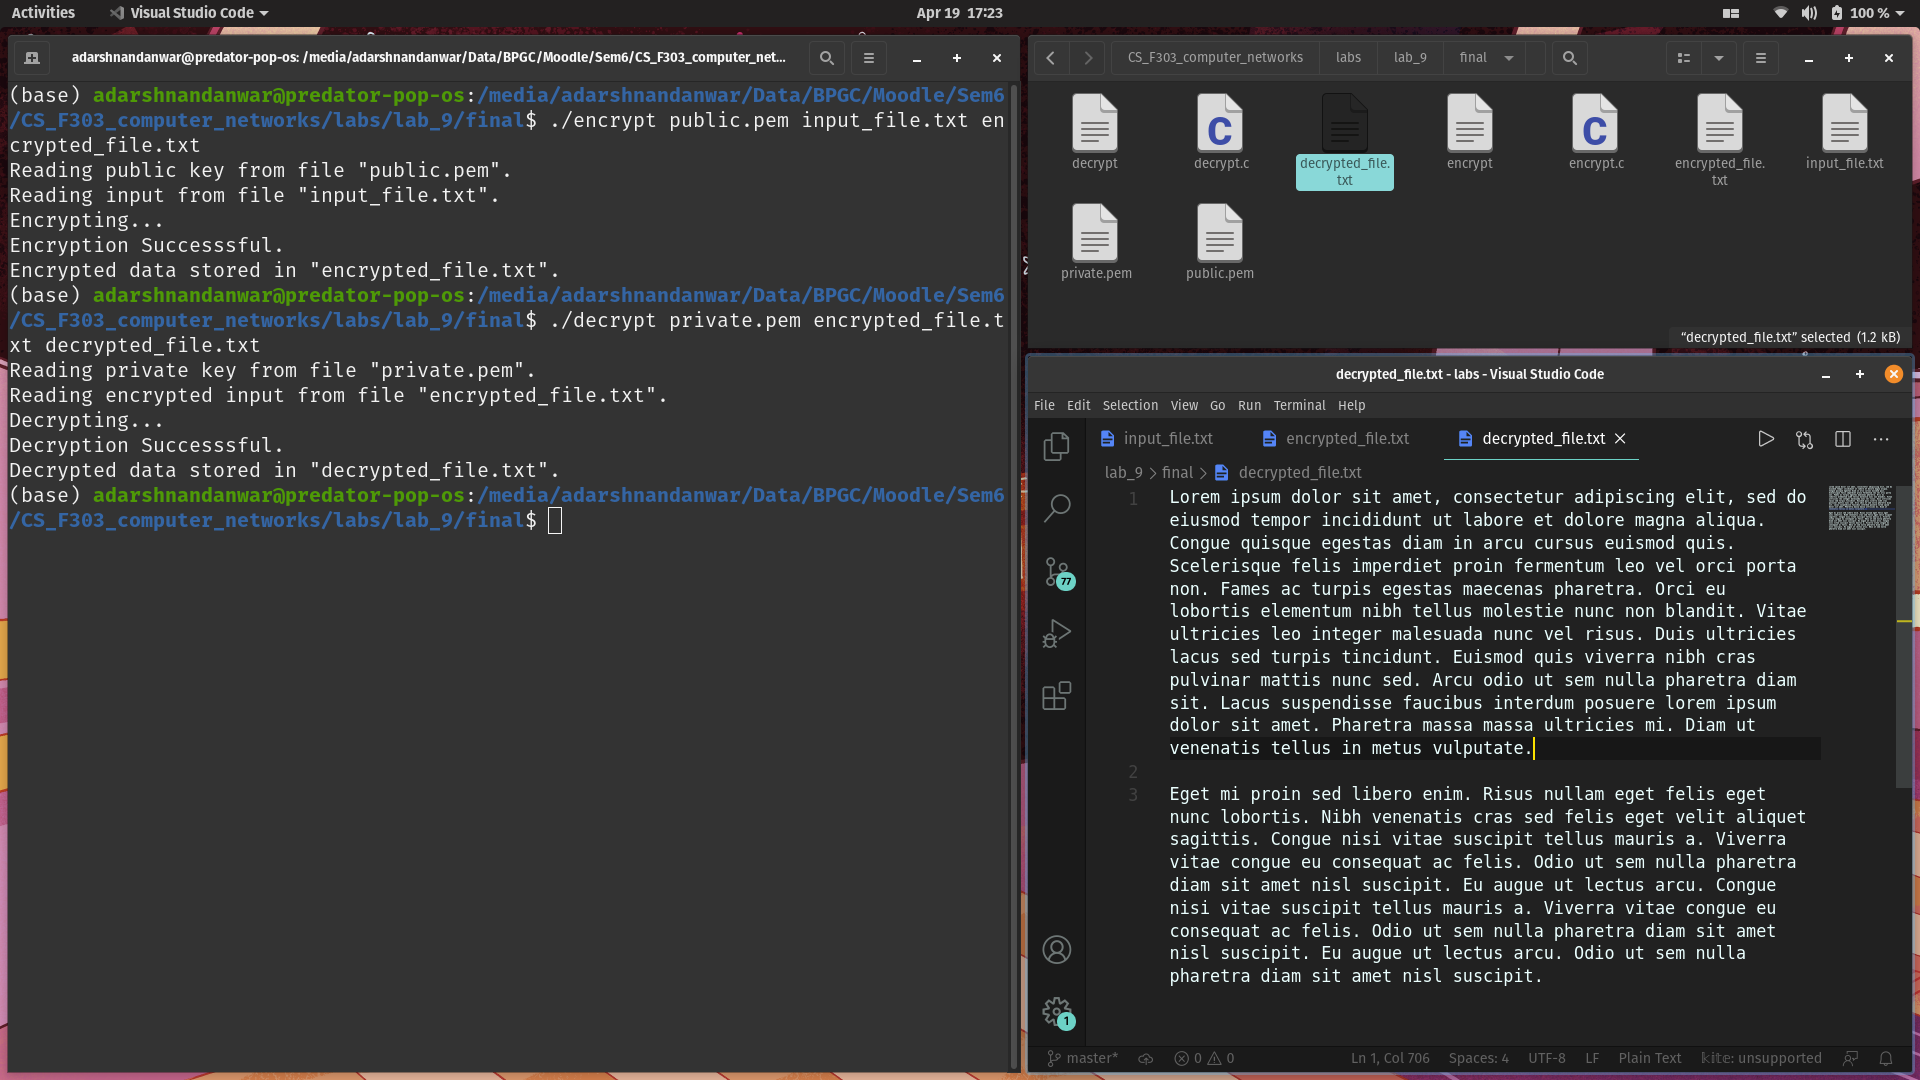 Activities
Visual Studio Code
Apr 19 17:23
100 %
adarshnandanwar@predator-pop-os: /media/adarshnandanwar/Data/BPGC/Moodle/Sem6/CS_F303_computer_net...
(base) adarshnandanwar@predator-pop-os:/media/adarshnandanwar/Data/BPGC/Moodle/Sem6
/CS_F303_computer_networks/labs/lab_9/final$ ./encrypt public.pem input_file.txt en
crypted_file.txt
Reading public key from file "public.pem".
Reading input from file "input_file.txt".
Encrypting...
Encryption Successsful.
Encrypted data stored in "encrypted_file.txt".
(base) adarshnandanwar@predator-pop-os:/media/adarshnandanwar/Data/BPGC/Moodle/Sem6
/CS_F303_computer_networks/labs/lab_9/final$ ./decrypt private.pem encrypted_file.t
xt decrypted_file.txt
Reading private key from file "private.pem".
Reading encrypted input from file "encrypted_file.txt".
Decrypting...
Decryption Successsful.
Decrypted data stored in "decrypted_file.txt".
(base) adarshnandanwar@predator-pop-os:/media/adarshnandanwar/Data/BPGC/Moodle/Sem6
/CS_F303_computer_networks/labs/lab_9/final$
CS_F303_computer_networks labs lab_9 final
C
C
decrypt
decrypt.c
decrypted_file.
txt
encrypt
encrypt.c
encrypted_file.
txt
input_file.txt
private.pem
public.pem
“decrypted_file.txt” selected (1.2 kB)
decrypted_file.txt - labs - Visual Studio Code
File Edit Selection View Go Run Terminal Help
input_file.txt
encrypted_file.txt
decrypted_file.txt
lab_9 > final > decrypted_file.txt
77
1
1 Lorem ipsum dolor sit amet, consectetur adipiscing elit, sed do
eiusmod tempor incididunt ut labore et dolore magna aliqua.
Congue quisque egestas diam in arcu cursus euismod quis.
Scelerisque felis imperdiet proin fermentum leo vel orci porta
non. Fames ac turpis egestas maecenas pharetra. Orci eu
lobortis elementum nibh tellus molestie nunc non blandit. Vitae
ultricies leo integer malesuada nunc vel risus. Duis ultricies
lacus sed turpis tincidunt. Euismod quis viverra nibh cras
pulvinar mattis nunc sed. Arcu odio ut sem nulla pharetra diam
sit. Lacus suspendisse faucibus interdum posuere lorem ipsum
dolor sit amet. Pharetra massa massa ultricies mi. Diam ut
venenatis tellus in metus vulputate.
2
3 Eget mi proin sed libero enim. Risus nullam eget felis eget
nunc lobortis. Nibh venenatis cras sed felis eget velit aliquet
sagittis. Congue nisi vitae suscipit tellus mauris a. Viverra
vitae congue eu consequat ac felis. Odio ut sem nulla pharetra
diam sit amet nisl suscipit. Eu augue ut lectus arcu. Congue
nisi vitae suscipit tellus mauris a. Viverra vitae congue eu
consequat ac felis. Odio ut sem nulla pharetra diam sit amet
nisl suscipit. Eu augue ut lectus arcu. Odio ut sem nulla
pharetra diam sit amet nisl suscipit.
master* 0 0 Ln 1, Col 706 Spaces: 4 UTF-8 LF Plain Text kite: unsupported